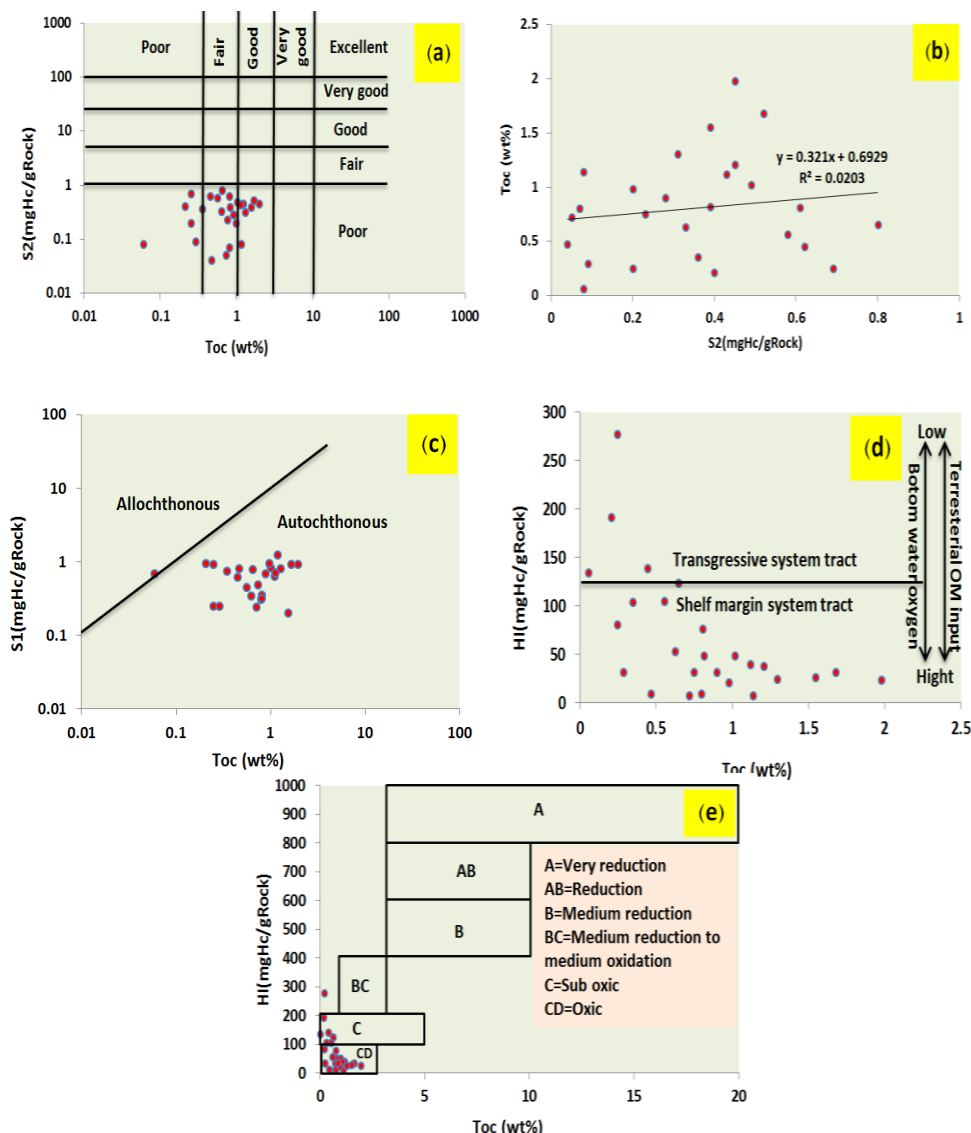 (a)
1000
100
10
1
0.1
0.01
S2(mgHc/gRock)
Poor
Fair
Good
Very good
Excellent
Very good
Good
Fair
Poor
0.01
0.1
1
10
100
1000
Toc (wt%)
(b)
2.5
2
1.5
1
0.5
0
Toc (wt%)
y = 0.321x + 0.6929
R² = 0.0203
0
0.2
0.4
0.6
0.8
1
S2(mgHc/gRock)
(c)
100
10
1
0.1
0.01
S1(mgHc/gRock)
Allochthonous
Autochthonous
0.01
0.1
1
10
100
Toc (wt%)
(d)
300
250
200
150
100
50
0
HI(mgHc/gRock)
Transgressive system tract
Shelf margin system tract
Low
Botom water oxygen
Terresterial OM input
Hight
0
0.5
1
1.5
2
2.5
Toc (wt%)
(e)
1000
900
800
700
600
500
400
300
200
100
0
HI(mgHc/gRock)
A
AB
B
BC
C
CD
A=Very reduction
AB=Reduction
B=Medium reduction
BC=Medium reduction to
medium oxidation
C=Sub oxic
CD=Oxic
0
5
10
15
20
Toc (wt%)